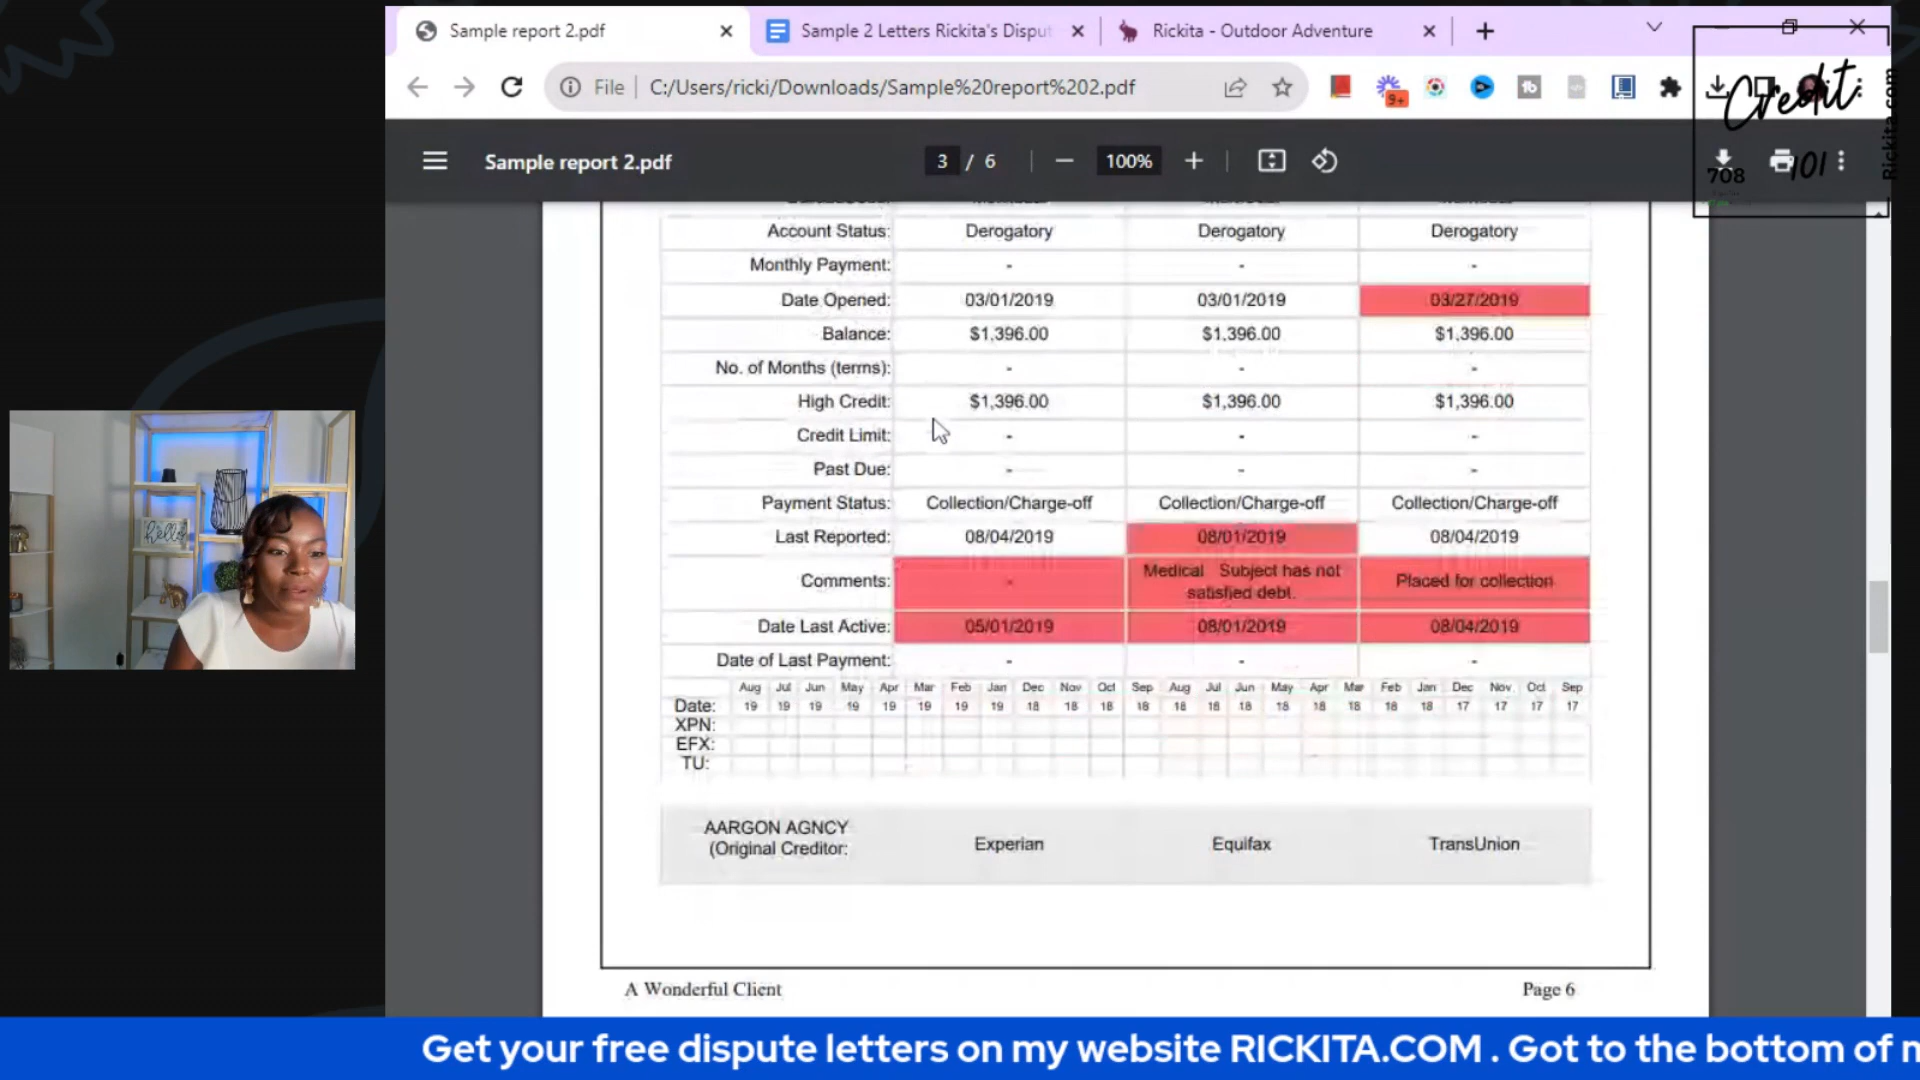 Sample report 2.pdf
Sample 2 Letters Rickita's Disput
Rickita - Outdoor Adventure
File
C:/Users/ricki/Downloads/Sample%20report%202.pdf
9+
Credit
101
708
Rickita.com
Sample report 2.pdf
3 / 6
100%
Account Status: Derogatory Derogatory Derogatory
Monthly Payment: - - -
Date Opened: 03/01/2019 03/01/2019 03/27/2019
Balance: $1,396.00 $1,396.00 $1,396.00
No. of Months (terms): - - -
High Credit: $1,396.00 $1,396.00 $1,396.00
Credit Limit: - - -
Past Due: - - -
Payment Status: Collection/Charge-off Collection/Charge-off Collection/Charge-off
Last Reported: 08/04/2019 08/01/2019 08/04/2019
Comments: - Medical Subject has not satisfied debt. Placed for collection
Date Last Active: 05/01/2019 08/01/2019 08/04/2019
Date of Last Payment: - - -
Aug Jul Jun May Apr Mar Feb Jan Dec Nov Oct Sep Aug Jul Jun May Apr Mar Feb Jan Dec Nov Oct Sep
Date: 19 19 19 19 19 19 19 19 18 18 18 18 18 18 18 18 18 18 18 18 17 17 17 17
XPN:
EFX:
TU:
AARGON AGNCY
(Original Creditor:
Experian Equifax TransUnion
A Wonderful Client
Page 6
hello
Get your free dispute letters on my website RICKITA.COM . Got to the bottom of m